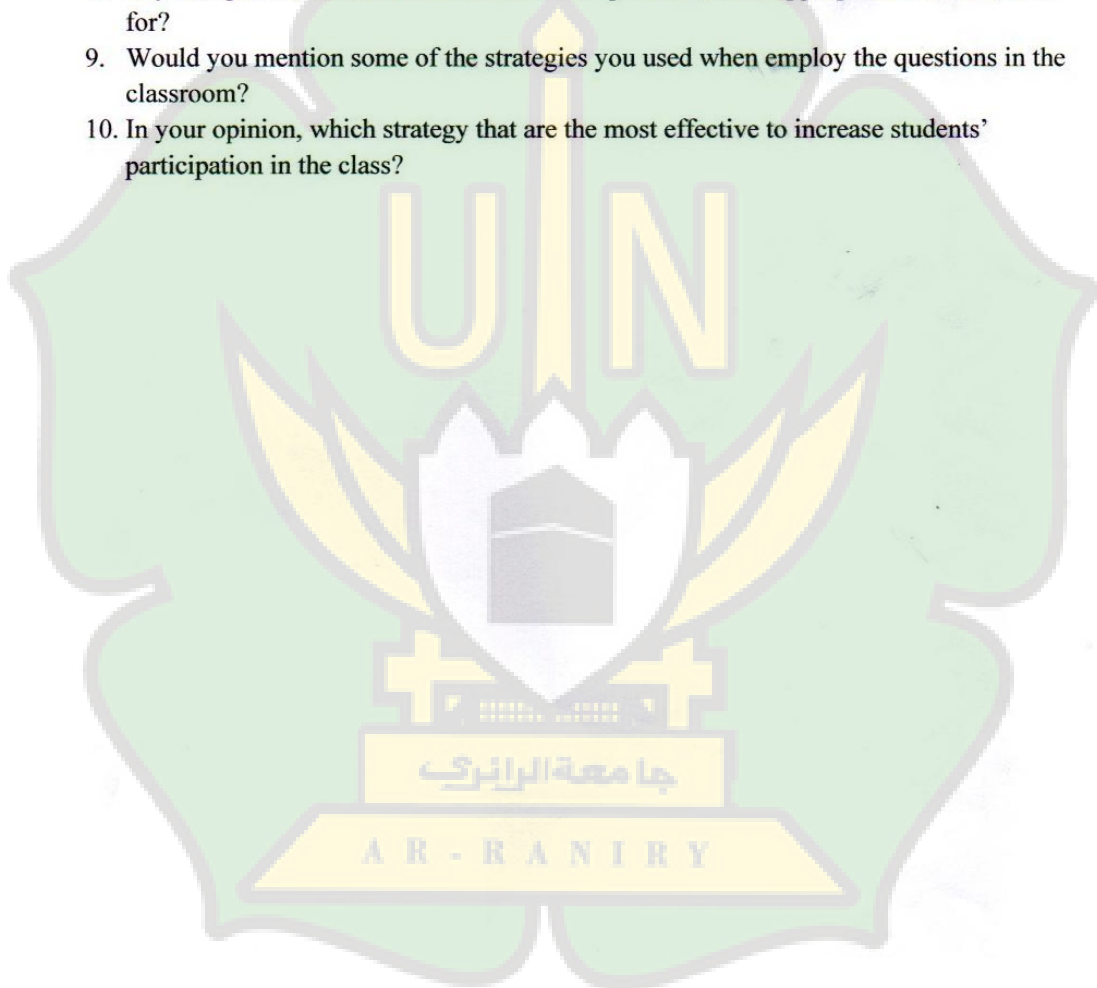 for?
9. Would you mention some of the strategies you used when employ the questions in the
classroom?
10. In your opinion, which strategy that are the most effective to increase students’
participation in the class?
UIN
جامعة الرانري
AR-RANIRY